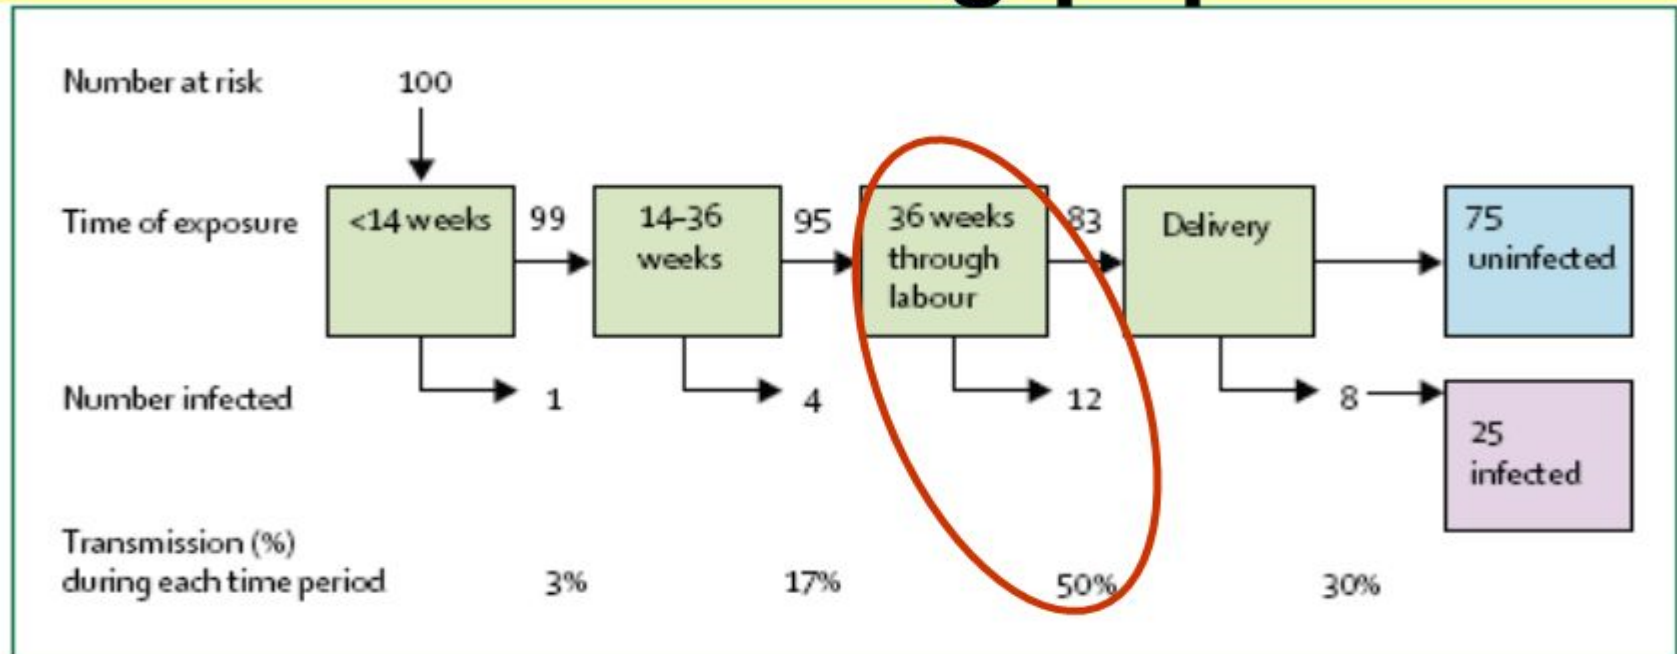 Number at risk
100
Time of exposure
<14 weeks
99
14-36
weeks
95
36 weeks
through
labour
83
Delivery
75
uninfected
Number infected
1
4
12
8
25
infected
Transmission (%)
during each time period
3%
17%
50%
30%